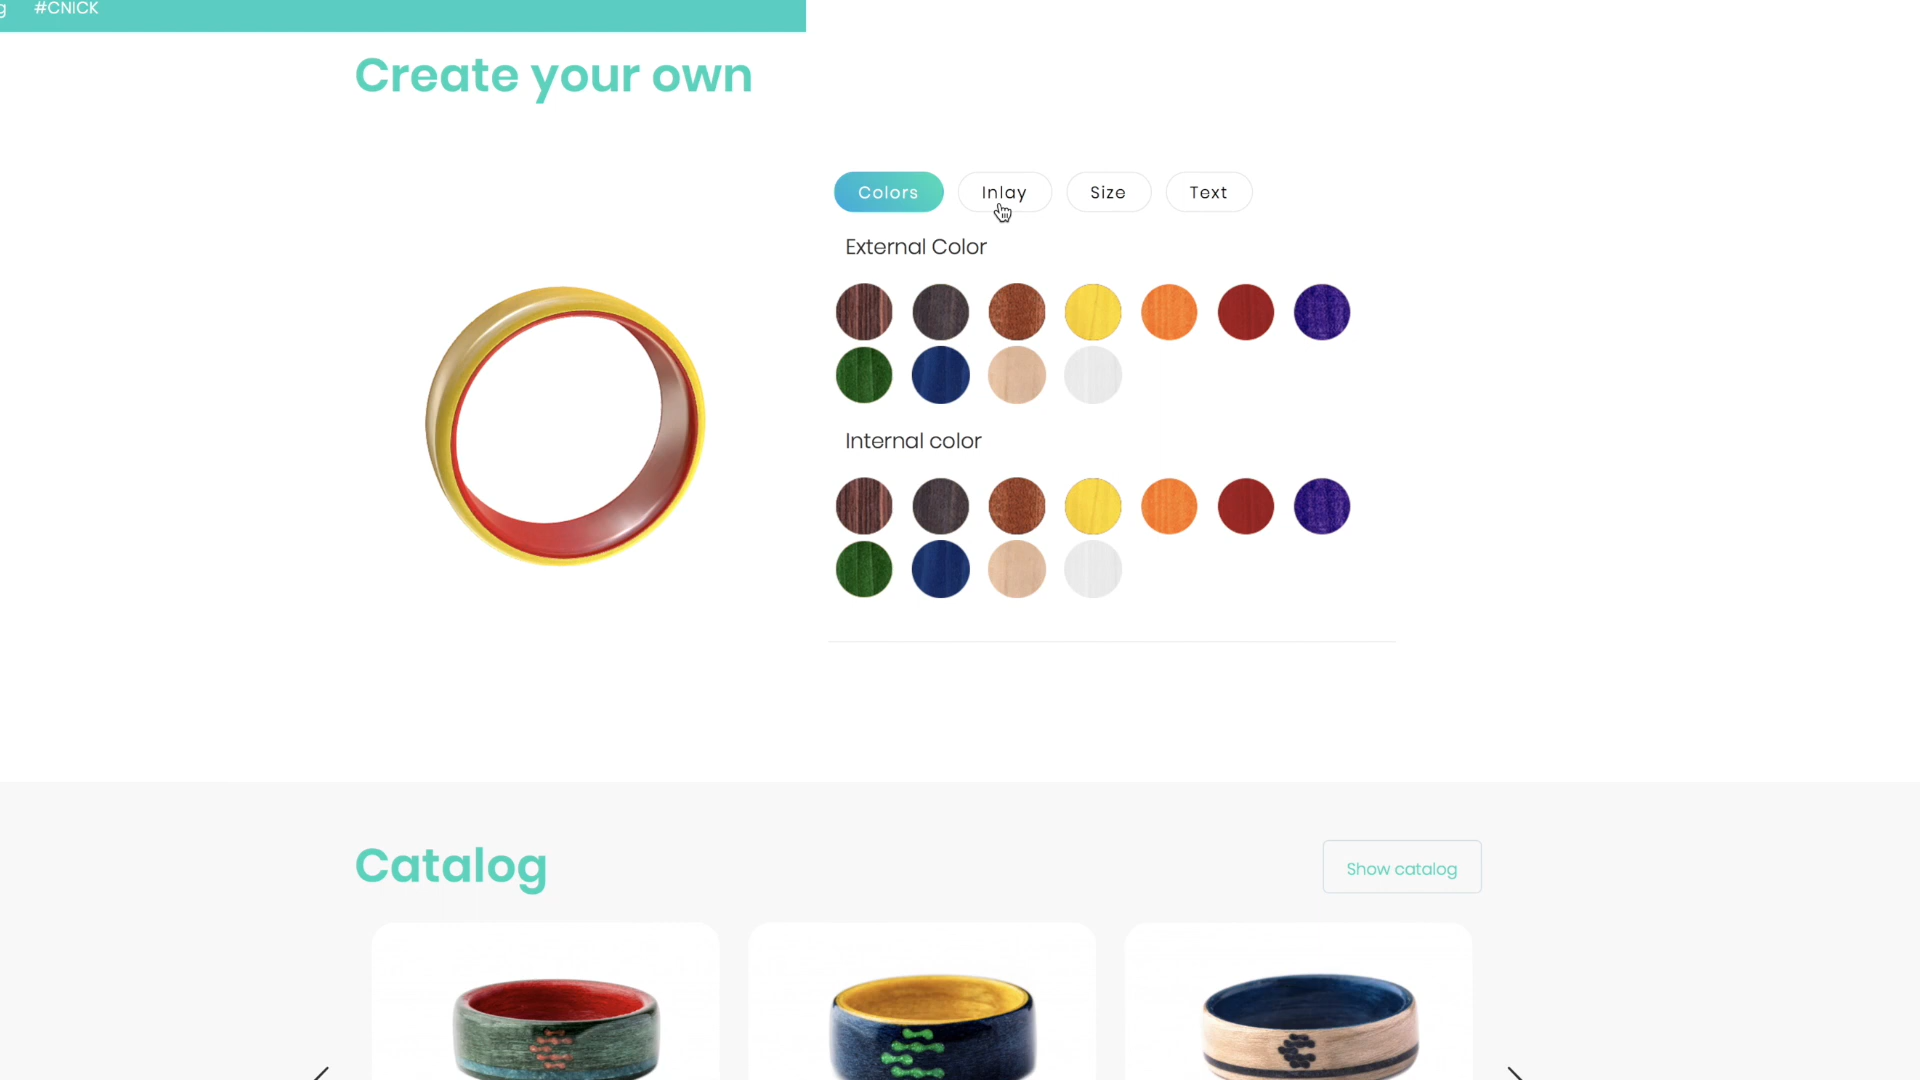 #CNICK
Create your own
Colors Inlay Size Text
External Color
Internal color
Catalog
Show catalog